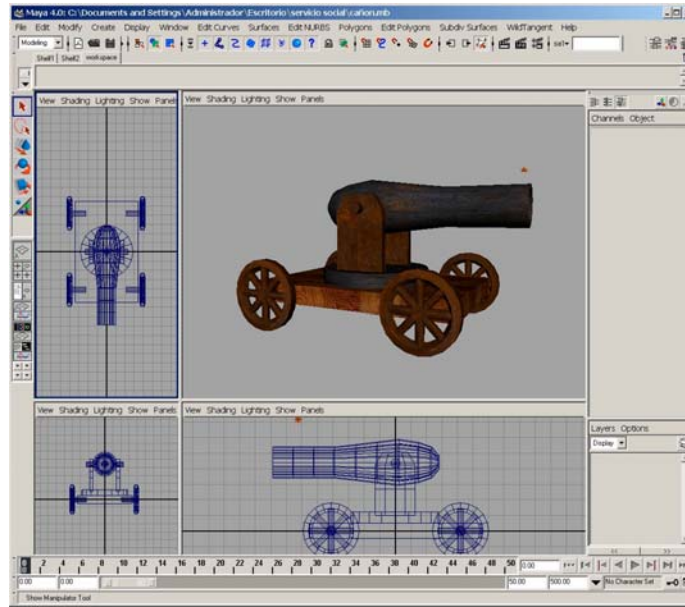 Maya 4.0: C:\Documents and Settings\Administrador\Escritorio\servicio social\cañon.mb
File Edit Modify Create Display Window Edit Curves Surfaces Edit NURBS Polygons Edit Polygons Subdiv Surfaces WildTangent Help
Modeling
sel▾
Shelf1 Shelf2 workspace
View Shading Lighting Show Panels
View Shading Lighting Show Panels
Channels Object
View Shading Lighting Show Panels
View Shading Lighting Show Panels
Layers Options
Display
0 2 4 6 8 10 12 14 16 18 20 22 24 26 28 30 32 34 36 38 40 42 44 46 48 50 0.00
0.00 0.00 50.00 500.00 No Character Set
Show Manipulator Tool